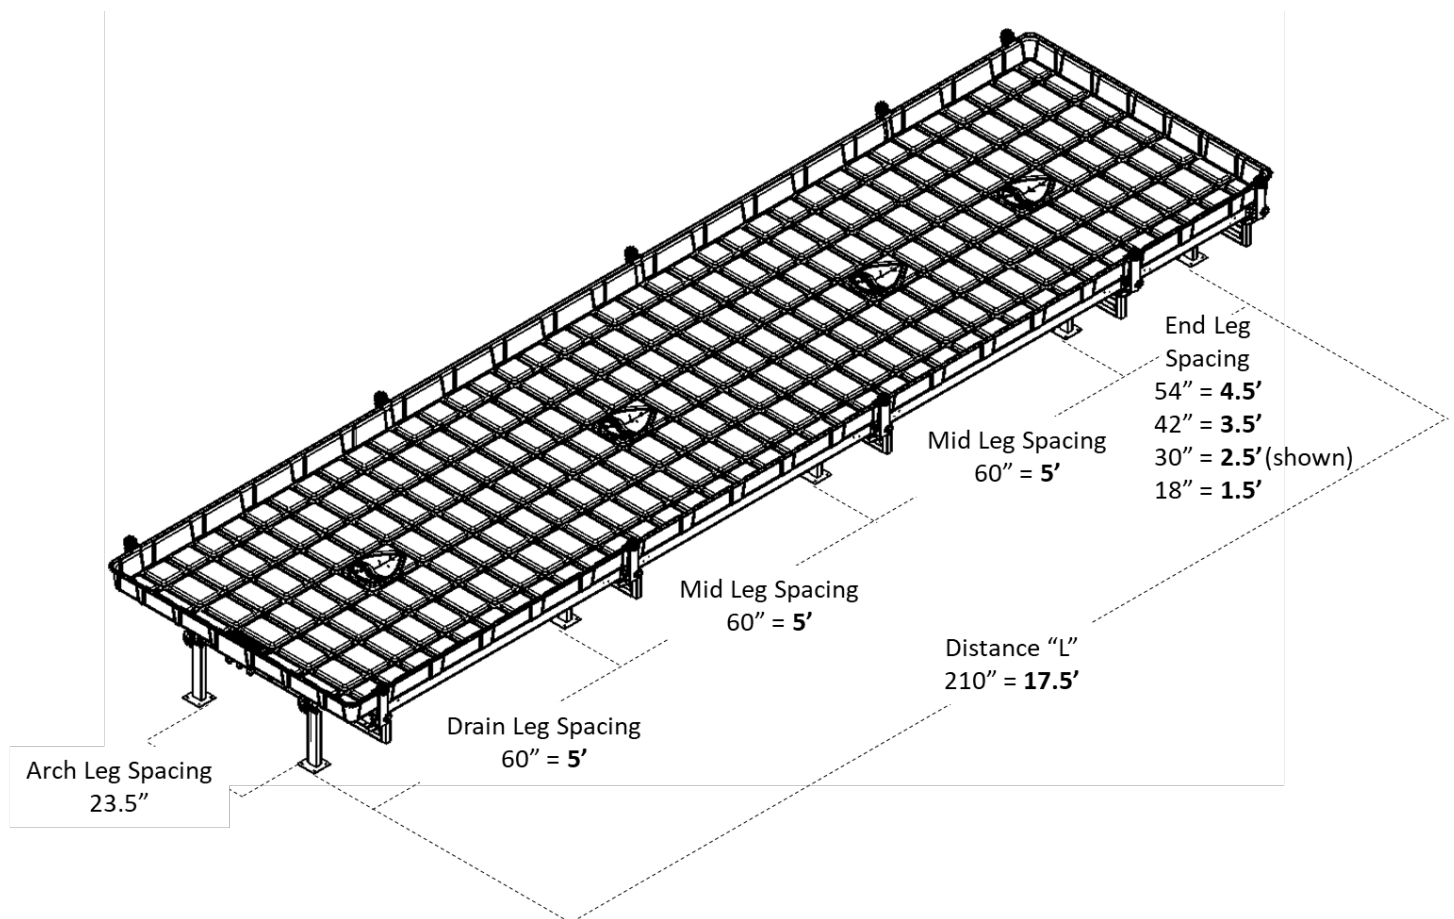 End Leg
Spacing
54” = 4.5’
42” = 3.5’
30” = 2.5’ (shown)
18” = 1.5’
Mid Leg Spacing
60” = 5’
Mid Leg Spacing
60” = 5’
Distance “L”
210” = 17.5’
Drain Leg Spacing
60” = 5’
Arch Leg Spacing
23.5”